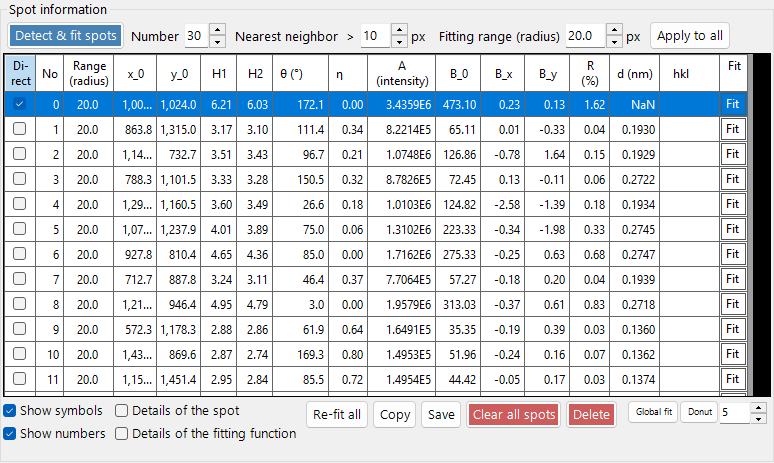 Spot information
Detect & fit spots Number 30 Nearest neighbor > 10 px Fitting range (radius) 20.0 px Apply to all
Di-rect No Range (radius) x_0 y_0 H1 H2 θ (°) η A (intensity) B_0 B_x B_y R (%) d (nm) hkl Fit
0 20.0 1,00... 1,024.0 6.21 6.03 172.1 0.00 3.4359E6 473.10 0.23 0.13 1.62 NaN Fit
1 20.0 863.8 1,315.0 3.17 3.10 111.4 0.34 8.2214E5 65.11 0.01 -0.33 0.04 0.1930 Fit
2 20.0 1,14... 732.7 3.51 3.43 96.7 0.21 1.0748E6 126.86 -0.78 1.64 0.15 0.1929 Fit
3 20.0 788.3 1,101.5 3.33 3.28 150.5 0.32 8.7826E5 72.45 0.13 -0.11 0.06 0.2722 Fit
4 20.0 1,29... 1,160.5 3.60 3.49 26.6 0.18 1.0103E6 124.82 -2.58 -1.39 0.18 0.1934 Fit
5 20.0 1,07... 1,237.9 4.01 3.89 75.0 0.06 1.3102E6 223.33 -0.34 -1.98 0.33 0.2745 Fit
6 20.0 927.8 810.4 4.65 4.36 85.0 0.00 1.7162E6 275.33 -0.25 0.63 0.68 0.2747 Fit
7 20.0 712.7 887.8 3.24 3.11 46.4 0.37 7.7064E5 57.27 -0.18 0.20 0.04 0.1939 Fit
8 20.0 1,21... 946.4 4.95 4.79 3.0 0.00 1.9579E6 313.03 -0.37 0.61 0.83 0.2718 Fit
9 20.0 572.3 1,178.3 2.88 2.86 61.9 0.64 1.6491E5 35.35 -0.19 0.39 0.03 0.1360 Fit
10 20.0 1,43... 869.6 2.87 2.74 169.3 0.80 1.4953E5 51.96 -0.24 0.16 0.07 0.1362 Fit
11 20.0 1,15... 1,451.4 2.95 2.84 85.5 0.72 1.4954E5 44.42 -0.05 0.17 0.03 0.1374 Fit
Show symbols Details of the spot Re-fit all Copy Save Clear all spots Delete Global fit Donut 5
Show numbers Details of the fitting function